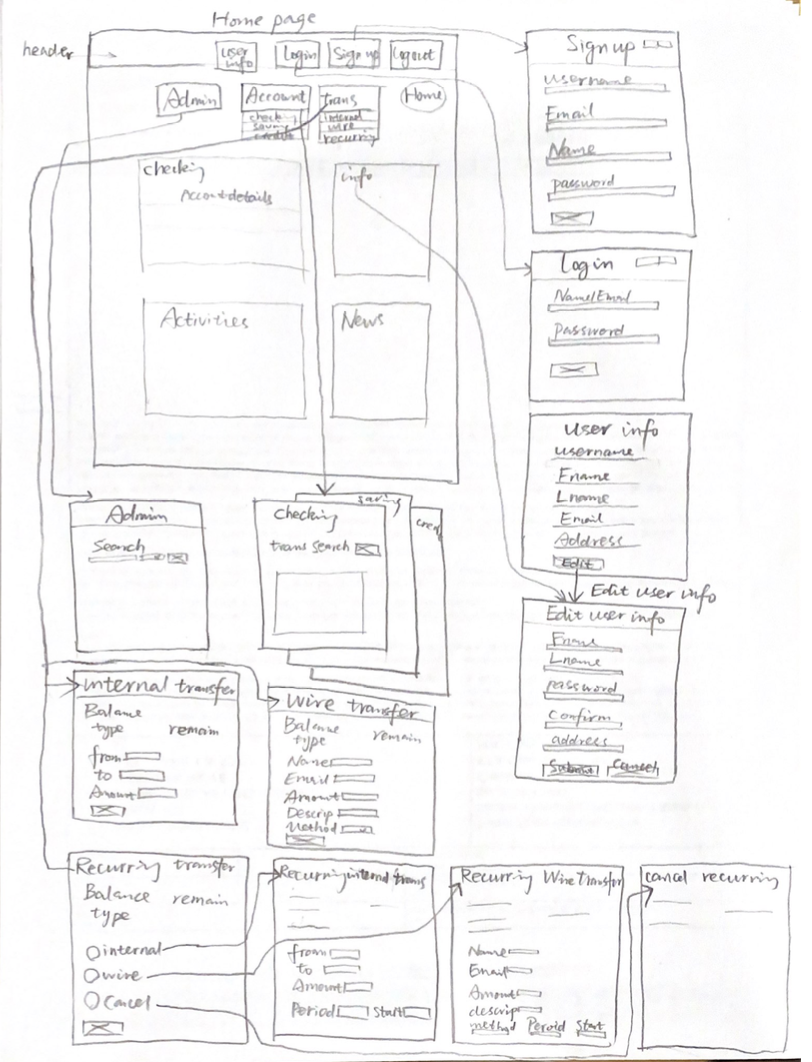 Home page
header
user info
Login
Sign up
Logout
Admin
Account
trans
Home
checking
saving
credit
internal
wire
recurring
checking
Account details
info
Activities
News
Sign up
username
Email
Name
password
Login
Name/Email
password
user info
username
Fname
Lname
Email
Address
Edit
Edit user info
Edit user info
Fname
Lname
password
confirm
address
Submit Cancel
Admin
Search
checking
saving
trans search
internal transfer
Balance
type remain
from
to
Amount
Wire transfer
Balance
type remain
Name
Email
Amount
Descrip
Method
Recurring transfer
Balance remain
type
internal
wire
Cancel
Recurring internal trans
from
to
Amount
Period Start
Recurring Wire Transfer
Name
Email
Amount
descrip
method Peroid Start
cancel recurring